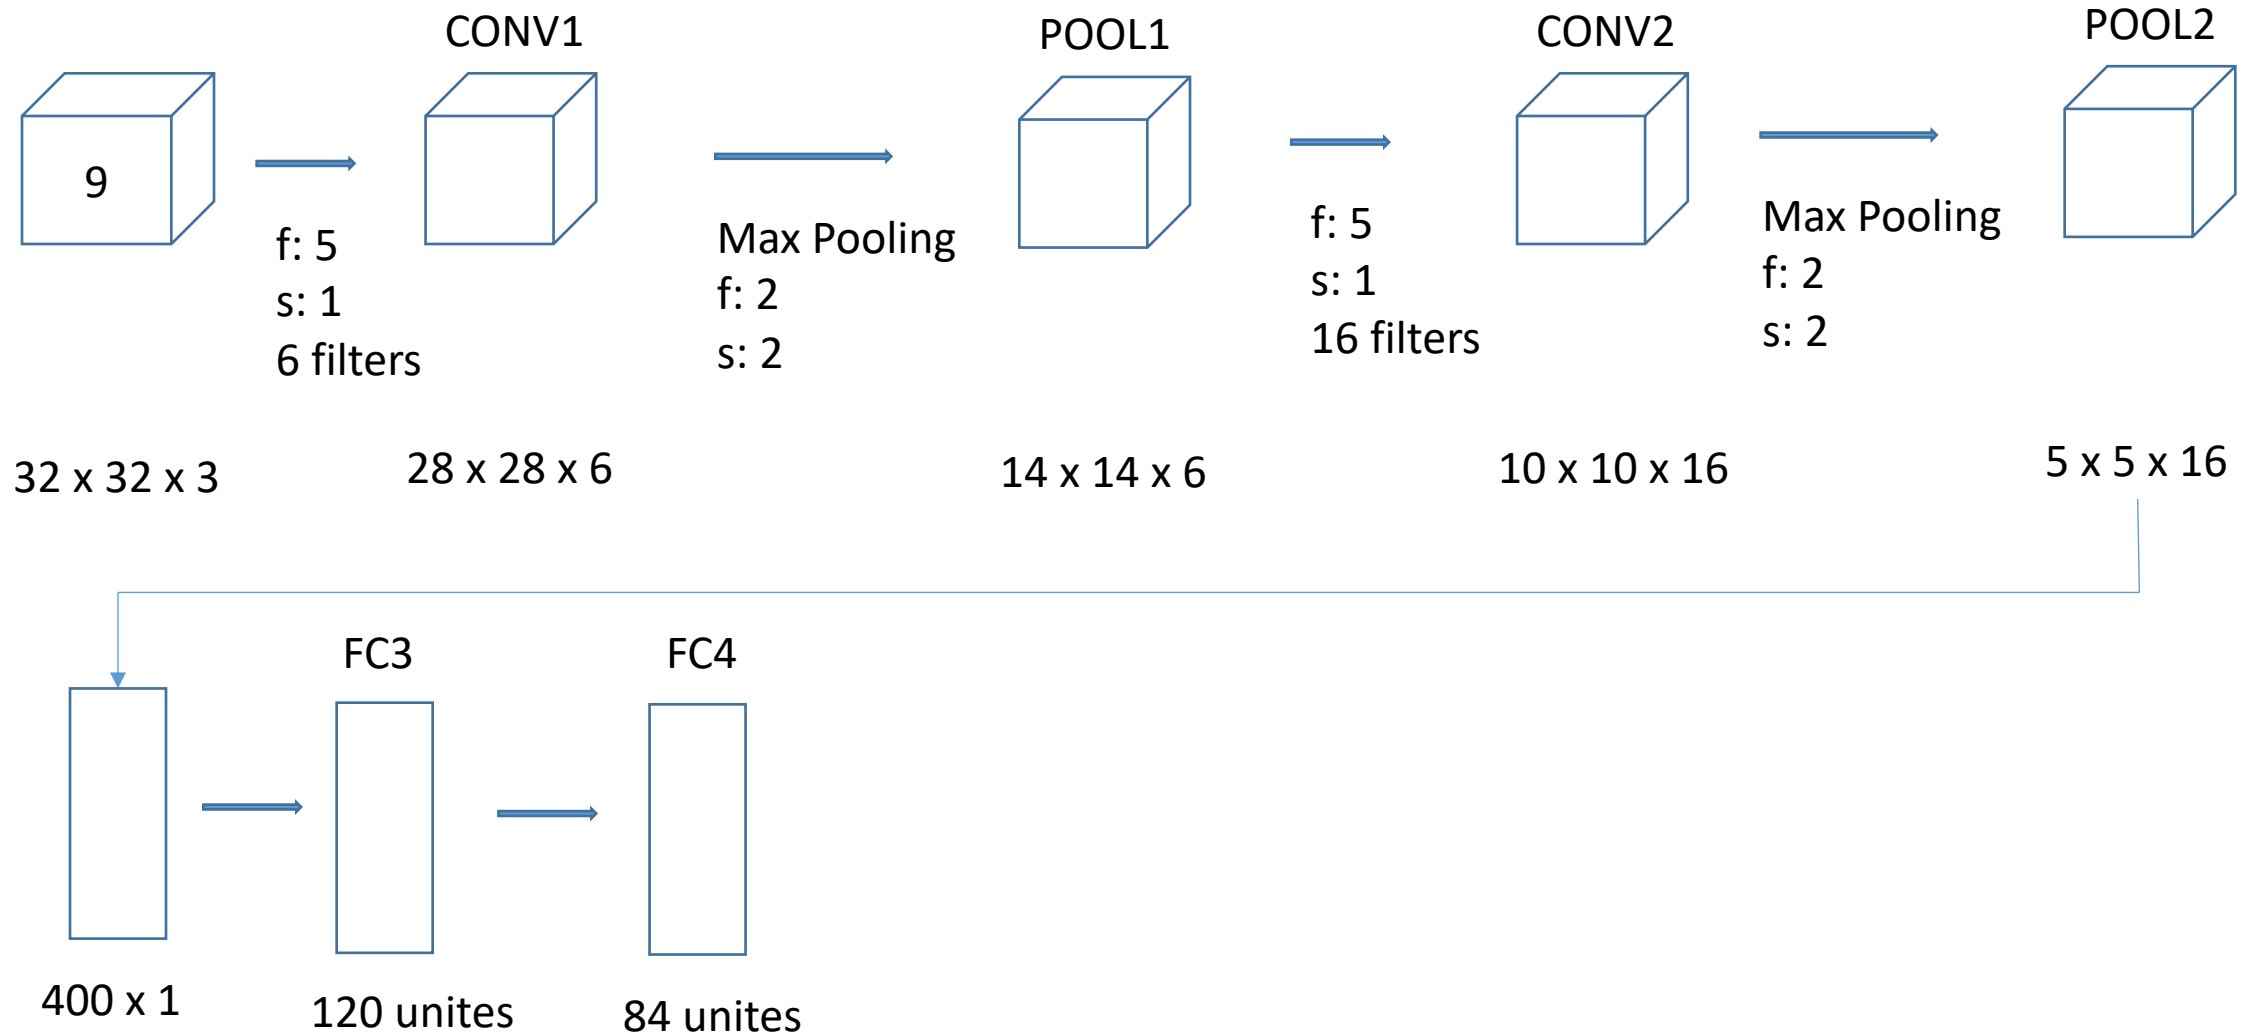 CONV1
POOL1
CONV2
POOL2
9
f: 5
s: 1
6 filters
Max Pooling
f: 2
s: 2
f: 5
s: 1
16 filters
Max Pooling
f: 2
s: 2
32 x 32 x 3
28 x 28 x 6
14 x 14 x 6
10 x 10 x 16
5 x 5 x 16
FC3
FC4
400 x 1
120 unites
84 unites